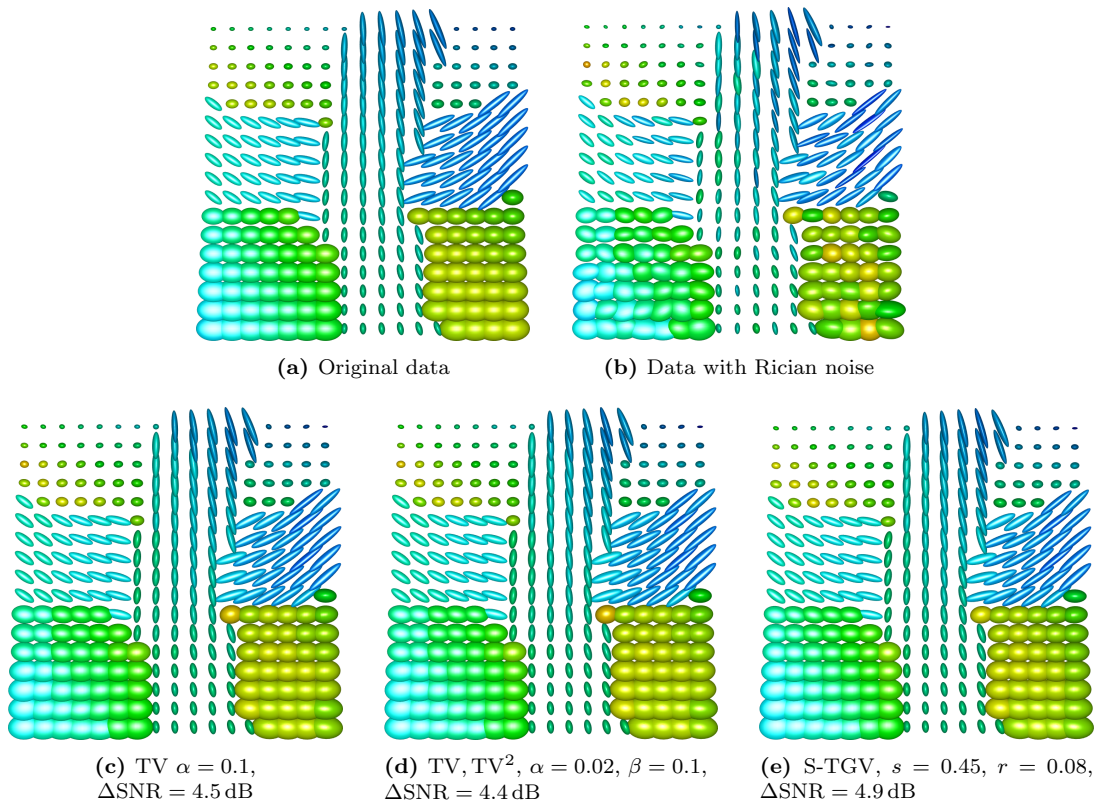 (a) Original data
(b) Data with Rician noise
(c) TV α = 0.1,
ΔSNR = 4.5 dB
(d) TV, TV², α = 0.02, β = 0.1,
ΔSNR = 4.4 dB
(e) S-TGV, s = 0.45, r = 0.08,
ΔSNR = 4.9 dB